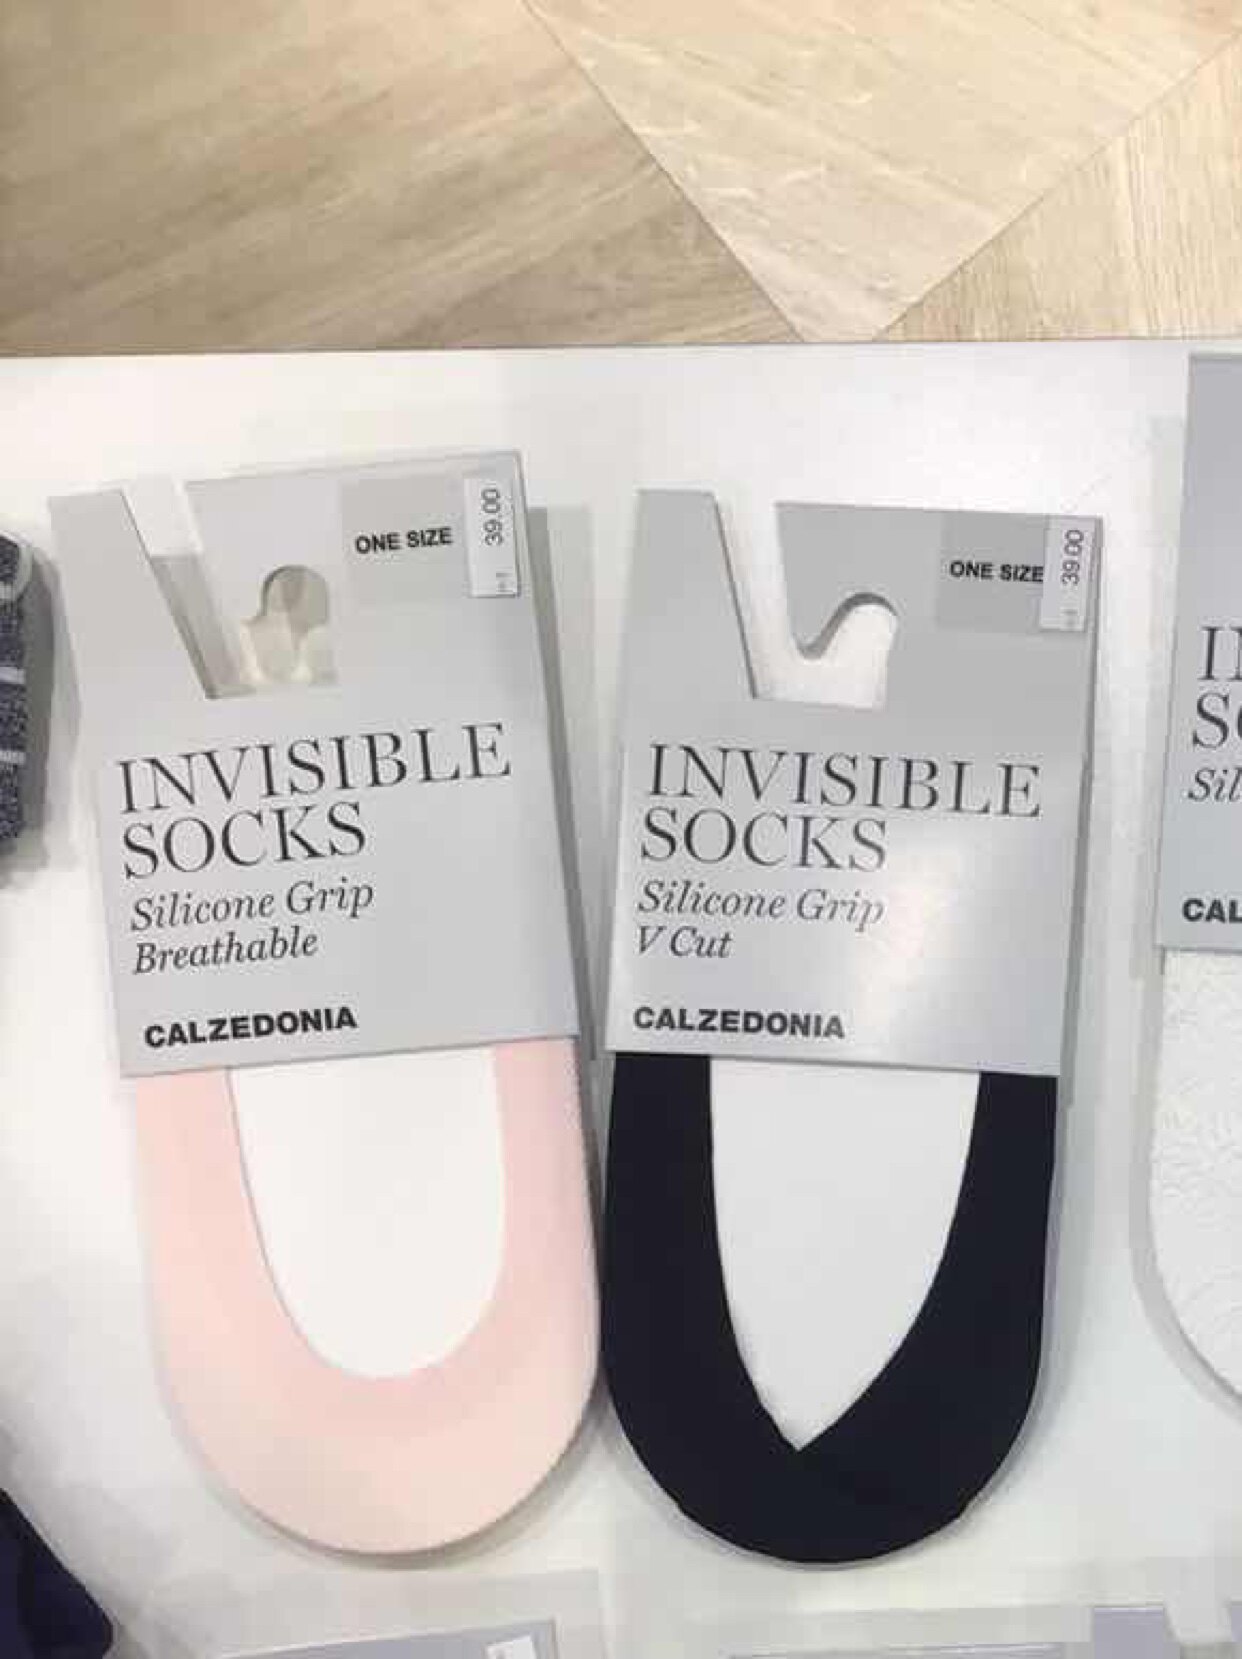 ONE SIZE
39.00
INVISIBLE
SOCKS
Silicone Grip
Breathable
CALZEDONIA
ONE SIZE
39.00
INVISIBLE
SOCKS
Silicone Grip
V Cut
CALZEDONIA